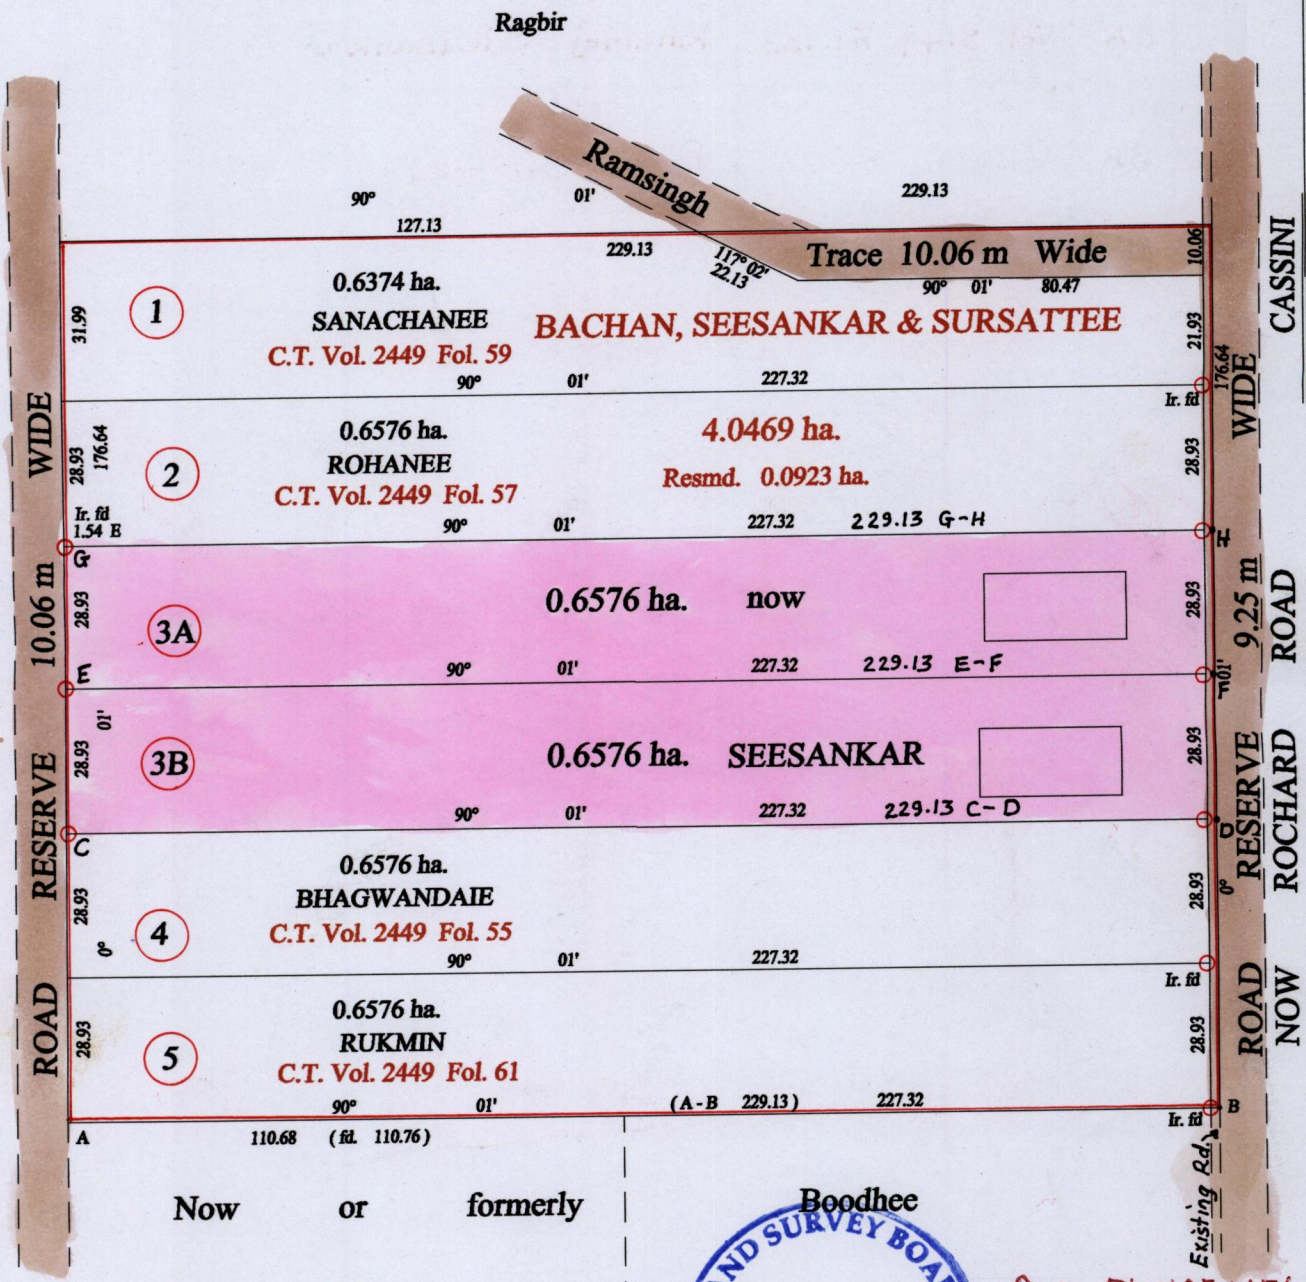 Ragbir
Ramsingh
90° 01' 229.13
127.13
229.13
117° 02'
22.13
Trace 10.06 m Wide
10.06
90° 01' 80.47
31.99
1
0.6374 ha.
SANACHANEE
C.T. Vol. 2449 Fol. 59
BACHAN, SEESANKAR & SURSATTEE
21.93
176.64
90° 01' 227.32
Ir. fd
28.93
176.64
2
0.6576 ha.
ROHANEE
C.T. Vol. 2449 Fol. 57
4.0469 ha.
Resmd. 0.0923 ha.
28.93
Ir. fd
1.54 E
90° 01' 227.32 229.13 G-H
G
H
28.93
3A
0.6576 ha. now
28.93
E
90° 01' 227.32 229.13 E-F
01'
F
01'
28.93
3B
0.6576 ha. SEESANKAR
28.93
90° 01' 227.32 229.13 C-D
C
D
28.93
0°
4
0.6576 ha.
BHAGWANDAIE
C.T. Vol. 2449 Fol. 55
28.93
0°
90° 01' 227.32
Ir. fd
28.93
5
0.6576 ha.
RUKMIN
C.T. Vol. 2449 Fol. 61
28.93
90° 01' (A-B 229.13) 227.32
A
B
Ir. fd
110.68 (fd. 110.76)
Now or formerly Boodhee
Existing Rd.
ROAD RESERVE 10.06 m WIDE
ROAD RESERVE 9.25 m WIDE
NOW ROCHARD ROAD
CASSINI
AND SURVEY BOA